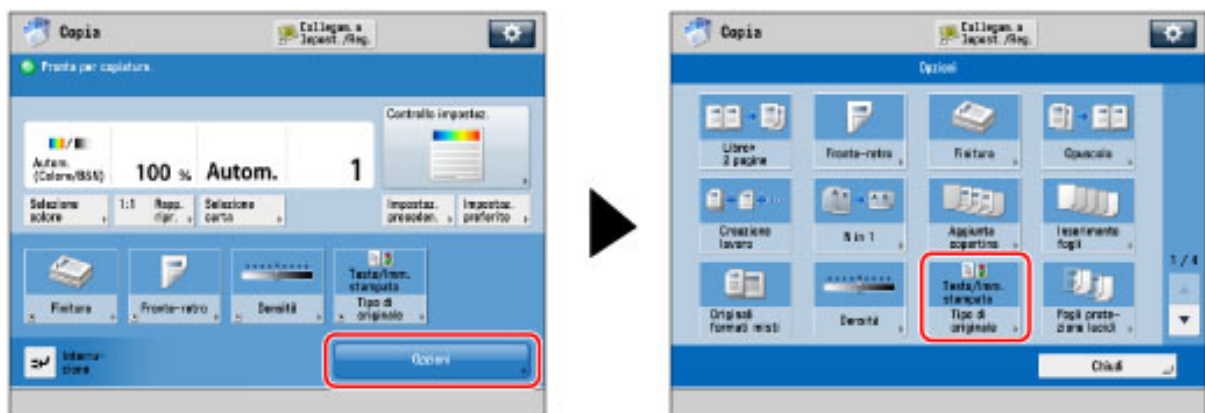 Copia
Collegam. a
Impost./Reg.
Pronta per copiatura.
Controllo impostaz.
Autom.
(Colore/B&N)
100 %
Autom.
1
Selezione
colore
1:1
Rapp.
ripr.
Selezione
carta
Impostaz.
preceden.
Impostaz.
preferite
Finitura
Fronte-retro
Densità
Testo/Imm.
stampata
Tipo di
originale
Interru-
zione
Opzioni
Copia
Collegam. a
Impost./Reg.
Opzioni
Libro►
2 pagine
Fronte-retro
Finitura
Opuscolo
Creazione
lavoro
N in 1
Aggiunta
copertina
Inserimento
fogli
1/4
Originali
formati misti
Densità
Testo/Imm.
stampata
Tipo di
originale
Fogli prote-
zione lucidi
Chiudi